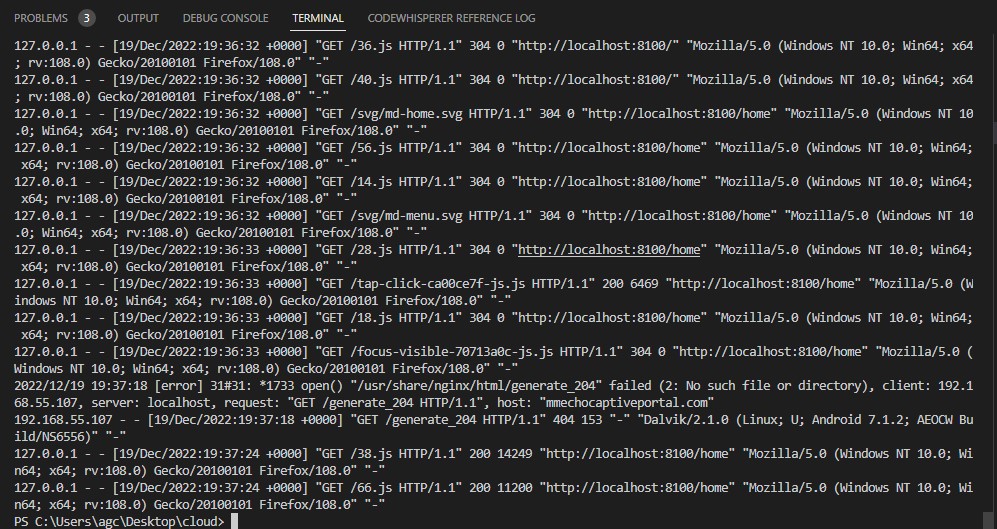 PROBLEMS 3 OUTPUT DEBUG CONSOLE TERMINAL CODEWHISPERER REFERENCE LOG
127.0.0.1 - - [19/Dec/2022:19:36:32 +0000] "GET /36.js HTTP/1.1" 304 0 "http://localhost:8100/" "Mozilla/5.0 (Windows NT 10.0; Win64; x64
; rv:108.0) Gecko/20100101 Firefox/108.0" "-"
127.0.0.1 - - [19/Dec/2022:19:36:32 +0000] "GET /40.js HTTP/1.1" 304 0 "http://localhost:8100/" "Mozilla/5.0 (Windows NT 10.0; Win64; x64
; rv:108.0) Gecko/20100101 Firefox/108.0" "-"
127.0.0.1 - - [19/Dec/2022:19:36:32 +0000] "GET /svg/md-home.svg HTTP/1.1" 304 0 "http://localhost:8100/home" "Mozilla/5.0 (Windows NT 10
.0; Win64; x64; rv:108.0) Gecko/20100101 Firefox/108.0" "-"
127.0.0.1 - - [19/Dec/2022:19:36:32 +0000] "GET /56.js HTTP/1.1" 304 0 "http://localhost:8100/home" "Mozilla/5.0 (Windows NT 10.0; Win64;
x64; rv:108.0) Gecko/20100101 Firefox/108.0" "-"
127.0.0.1 - - [19/Dec/2022:19:36:32 +0000] "GET /14.js HTTP/1.1" 304 0 "http://localhost:8100/home" "Mozilla/5.0 (Windows NT 10.0; Win64;
x64; rv:108.0) Gecko/20100101 Firefox/108.0" "-"
127.0.0.1 - - [19/Dec/2022:19:36:32 +0000] "GET /svg/md-menu.svg HTTP/1.1" 304 0 "http://localhost:8100/home" "Mozilla/5.0 (Windows NT 10
.0; Win64; x64; rv:108.0) Gecko/20100101 Firefox/108.0" "-"
127.0.0.1 - - [19/Dec/2022:19:36:33 +0000] "GET /28.js HTTP/1.1" 304 0 "http://localhost:8100/home" "Mozilla/5.0 (Windows NT 10.0; Win64;
x64; rv:108.0) Gecko/20100101 Firefox/108.0" "-"
127.0.0.1 - - [19/Dec/2022:19:36:33 +0000] "GET /tap-click-ca00ce7f-js.js HTTP/1.1" 200 6469 "http://localhost:8100/home" "Mozilla/5.0 (W
indows NT 10.0; Win64; x64; rv:108.0) Gecko/20100101 Firefox/108.0" "-"
127.0.0.1 - - [19/Dec/2022:19:36:33 +0000] "GET /18.js HTTP/1.1" 304 0 "http://localhost:8100/home" "Mozilla/5.0 (Windows NT 10.0; Win64;
x64; rv:108.0) Gecko/20100101 Firefox/108.0" "-"
127.0.0.1 - - [19/Dec/2022:19:36:33 +0000] "GET /focus-visible-70713a0c-js.js HTTP/1.1" 304 0 "http://localhost:8100/home" "Mozilla/5.0 (
Windows NT 10.0; Win64; x64; rv:108.0) Gecko/20100101 Firefox/108.0" "-"
2022/12/19 19:37:18 [error] 31#31: *1733 open() "/usr/share/nginx/html/generate_204" failed (2: No such file or directory), client: 192.1
68.55.107, server: localhost, request: "GET /generate_204 HTTP/1.1", host: "mmechocaptiveportal.com"
192.168.55.107 - - [19/Dec/2022:19:37:18 +0000] "GET /generate_204 HTTP/1.1" 404 153 "-" "Dalvik/2.1.0 (Linux; U; Android 7.1.2; AEOCW Bu
ild/NS6556)" "-"
127.0.0.1 - - [19/Dec/2022:19:37:24 +0000] "GET /38.js HTTP/1.1" 200 14249 "http://localhost:8100/home" "Mozilla/5.0 (Windows NT 10.0; Wi
n64; x64; rv:108.0) Gecko/20100101 Firefox/108.0" "-"
127.0.0.1 - - [19/Dec/2022:19:37:24 +0000] "GET /66.js HTTP/1.1" 200 11200 "http://localhost:8100/home" "Mozilla/5.0 (Windows NT 10.0; Wi
n64; x64; rv:108.0) Gecko/20100101 Firefox/108.0" "-"
PS C:\Users\agc\Desktop\cloud>